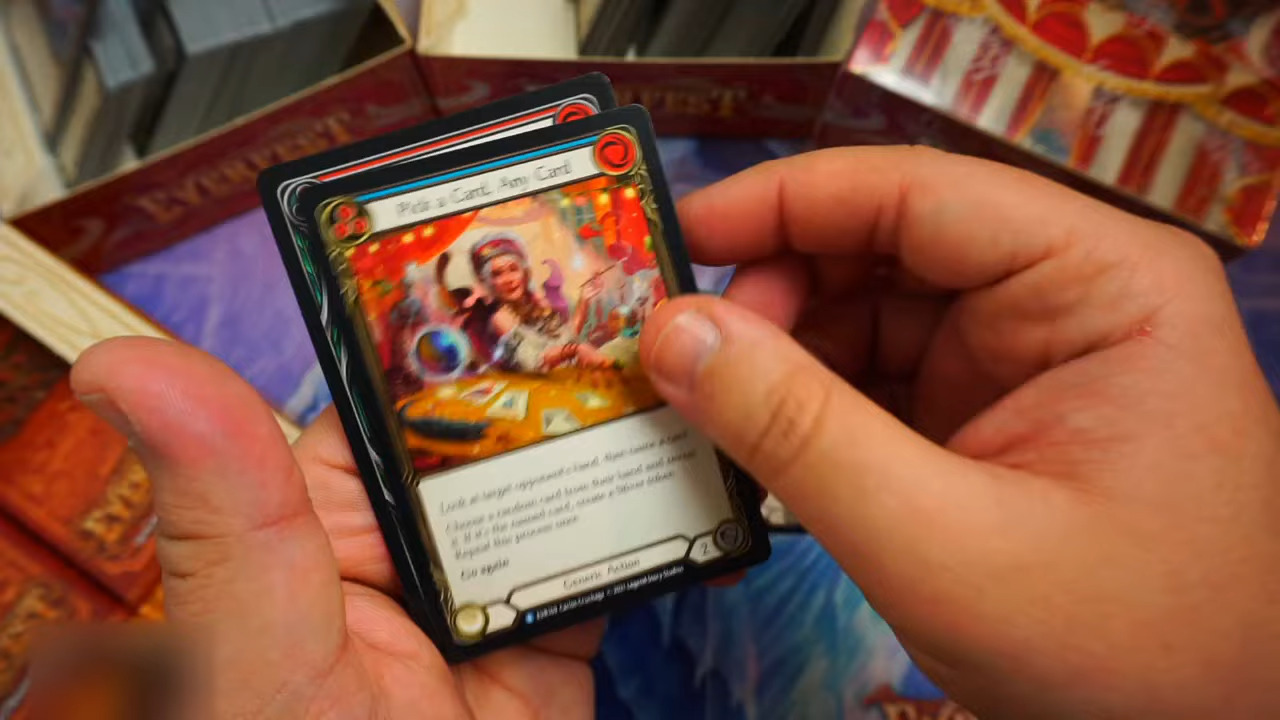 EVERFEST
EVERFEST
Pick a Card, Any Card
Look at target opponent's hand, then name a card.
Choose a random card from their hand and reveal
it. If it's the named card, create a Silver token.
Repeat this process once.
Go again
2
Generic Action